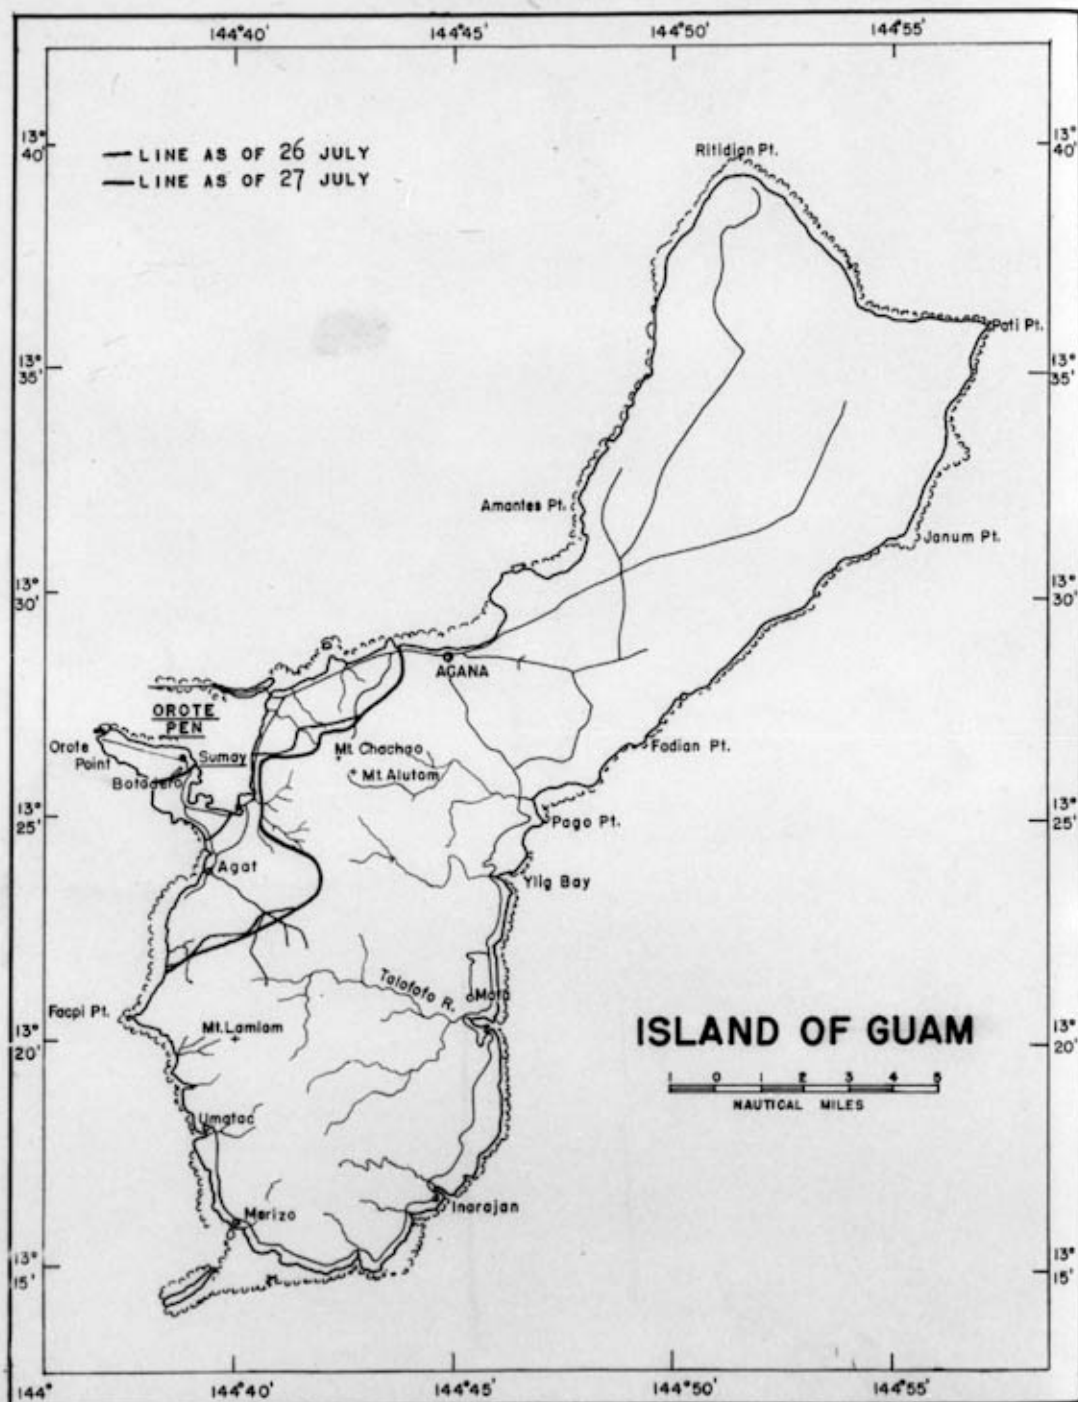 144°40' 144°45' 144°50' 144°55'
13° 40' 13° 40'
LINE AS OF 26 JULY
LINE AS OF 27 JULY
Ritidian Pt.
Pati Pt.
13° 35' 13° 35'
Amantes Pt.
Janum Pt.
13° 30' 13° 30'
AGANA
OROTE
PEN
Orote
Point
Sumay
Mt. Chachao
Fadian Pt.
Mt. Alutom
Botadero
13° 25' 13° 25'
Pago Pt.
Agat
Ylig Bay
Talofofo R.
Facpi Pt.
Mt. Lamlam
ISLAND OF GUAM
13° 20' 13° 20'
1 0 1 2 3 4 5
NAUTICAL MILES
Umatac
Inarajan
Merizo
13° 15' 13° 15'
144° 144°40' 144°45' 144°50' 144°55'